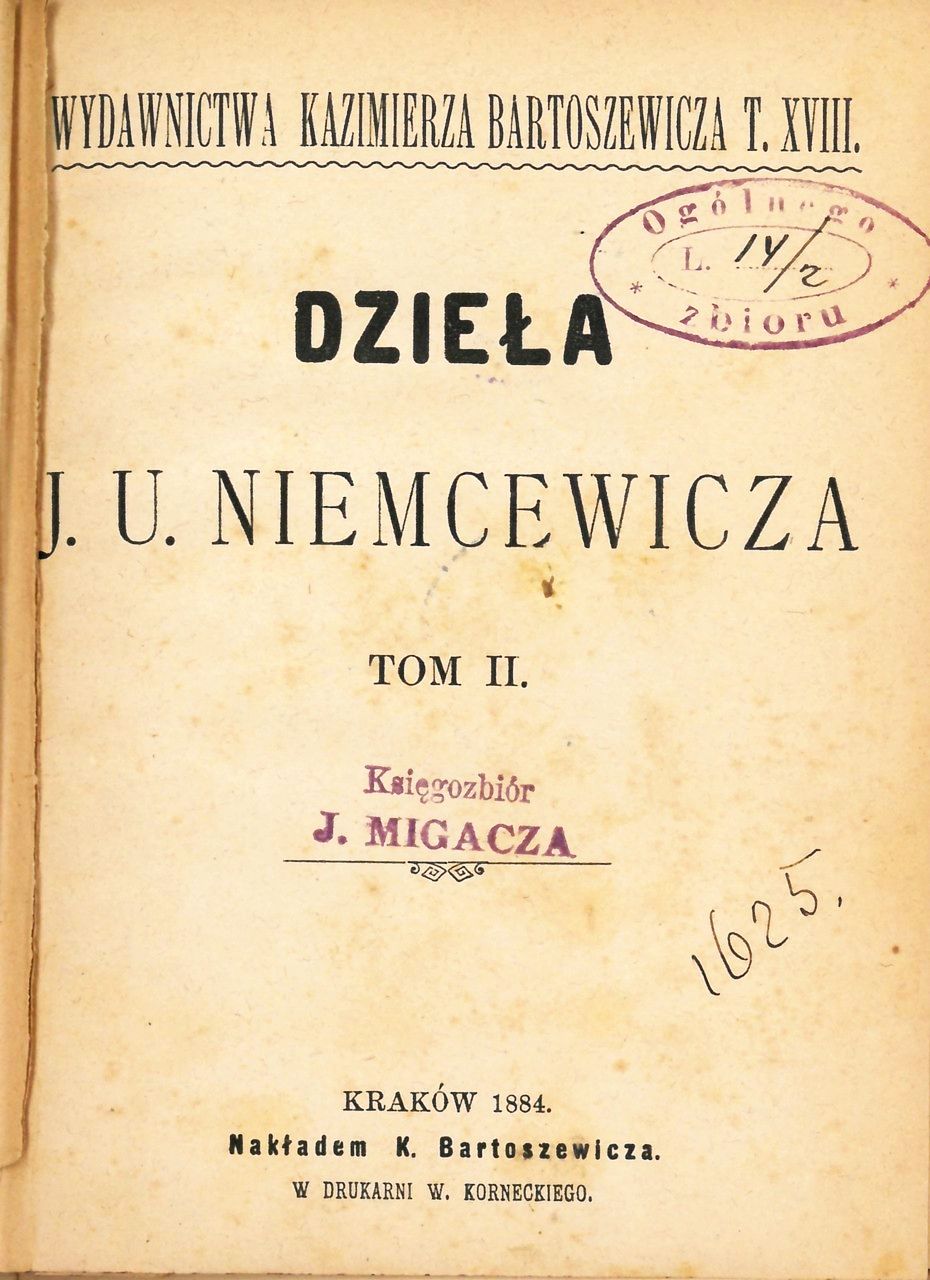 WYDAWNICTWA KAZIMIERZA BARTOSZEWICZA T. XVIII.
Ogólnego
L. 14/2
zbioru
DZIEŁA
J. U. NIEMCEWICZA
TOM II.
Księgozbiór
J. MIGACZA
1625.
KRAKÓW 1884.
Nakładem K. Bartoszewicza.
W DRUKARNI W. KORNECKIEGO.